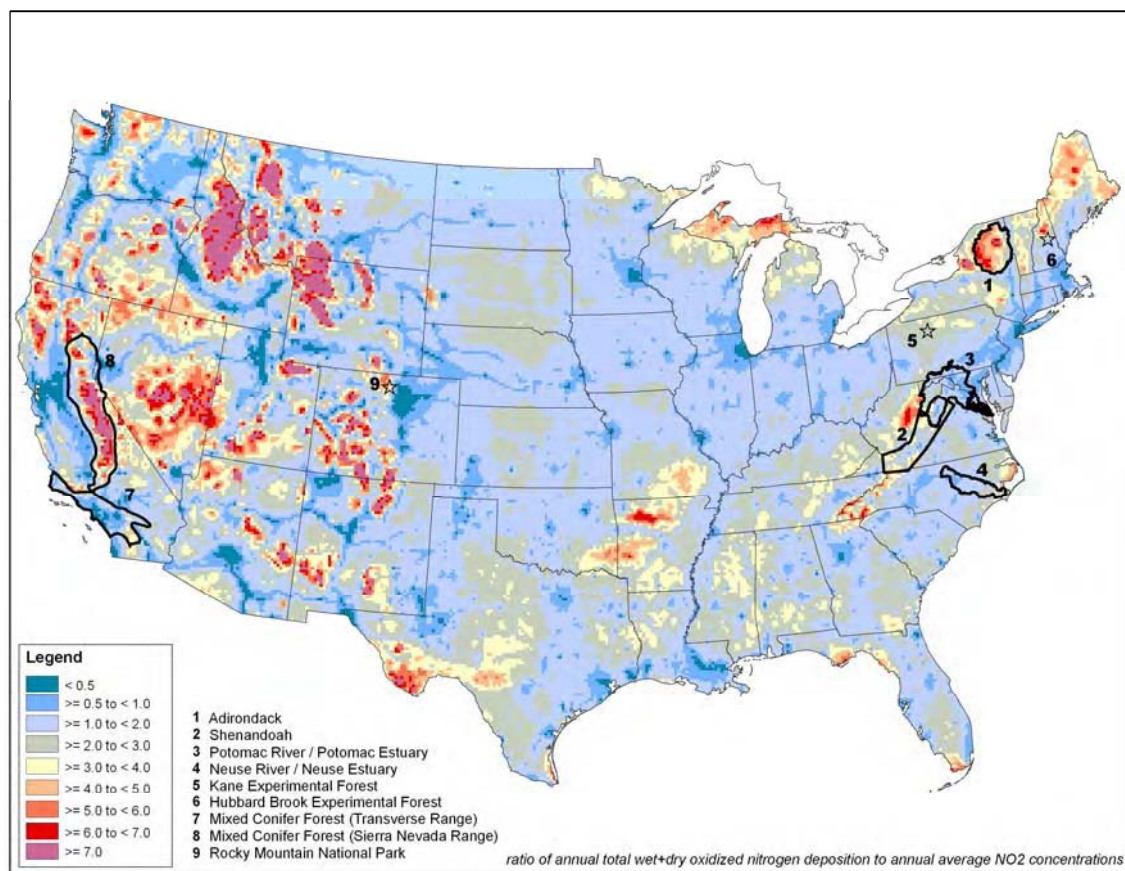 8
7
9
1
6
5
3
2
4
Legend
< 0.5
>= 0.5 to < 1.0
>= 1.0 to < 2.0
>= 2.0 to < 3.0
>= 3.0 to < 4.0
>= 4.0 to < 5.0
>= 5.0 to < 6.0
>= 6.0 to < 7.0
>= 7.0
1 Adirondack
2 Shenandoah
3 Potomac River / Potomac Estuary
4 Neuse River / Neuse Estuary
5 Kane Experimental Forest
6 Hubbard Brook Experimental Forest
7 Mixed Conifer Forest (Transverse Range)
8 Mixed Conifer Forest (Sierra Nevada Range)
9 Rocky Mountain National Park
ratio of annual total wet+dry oxidized nitrogen deposition to annual average NO2 concentrations